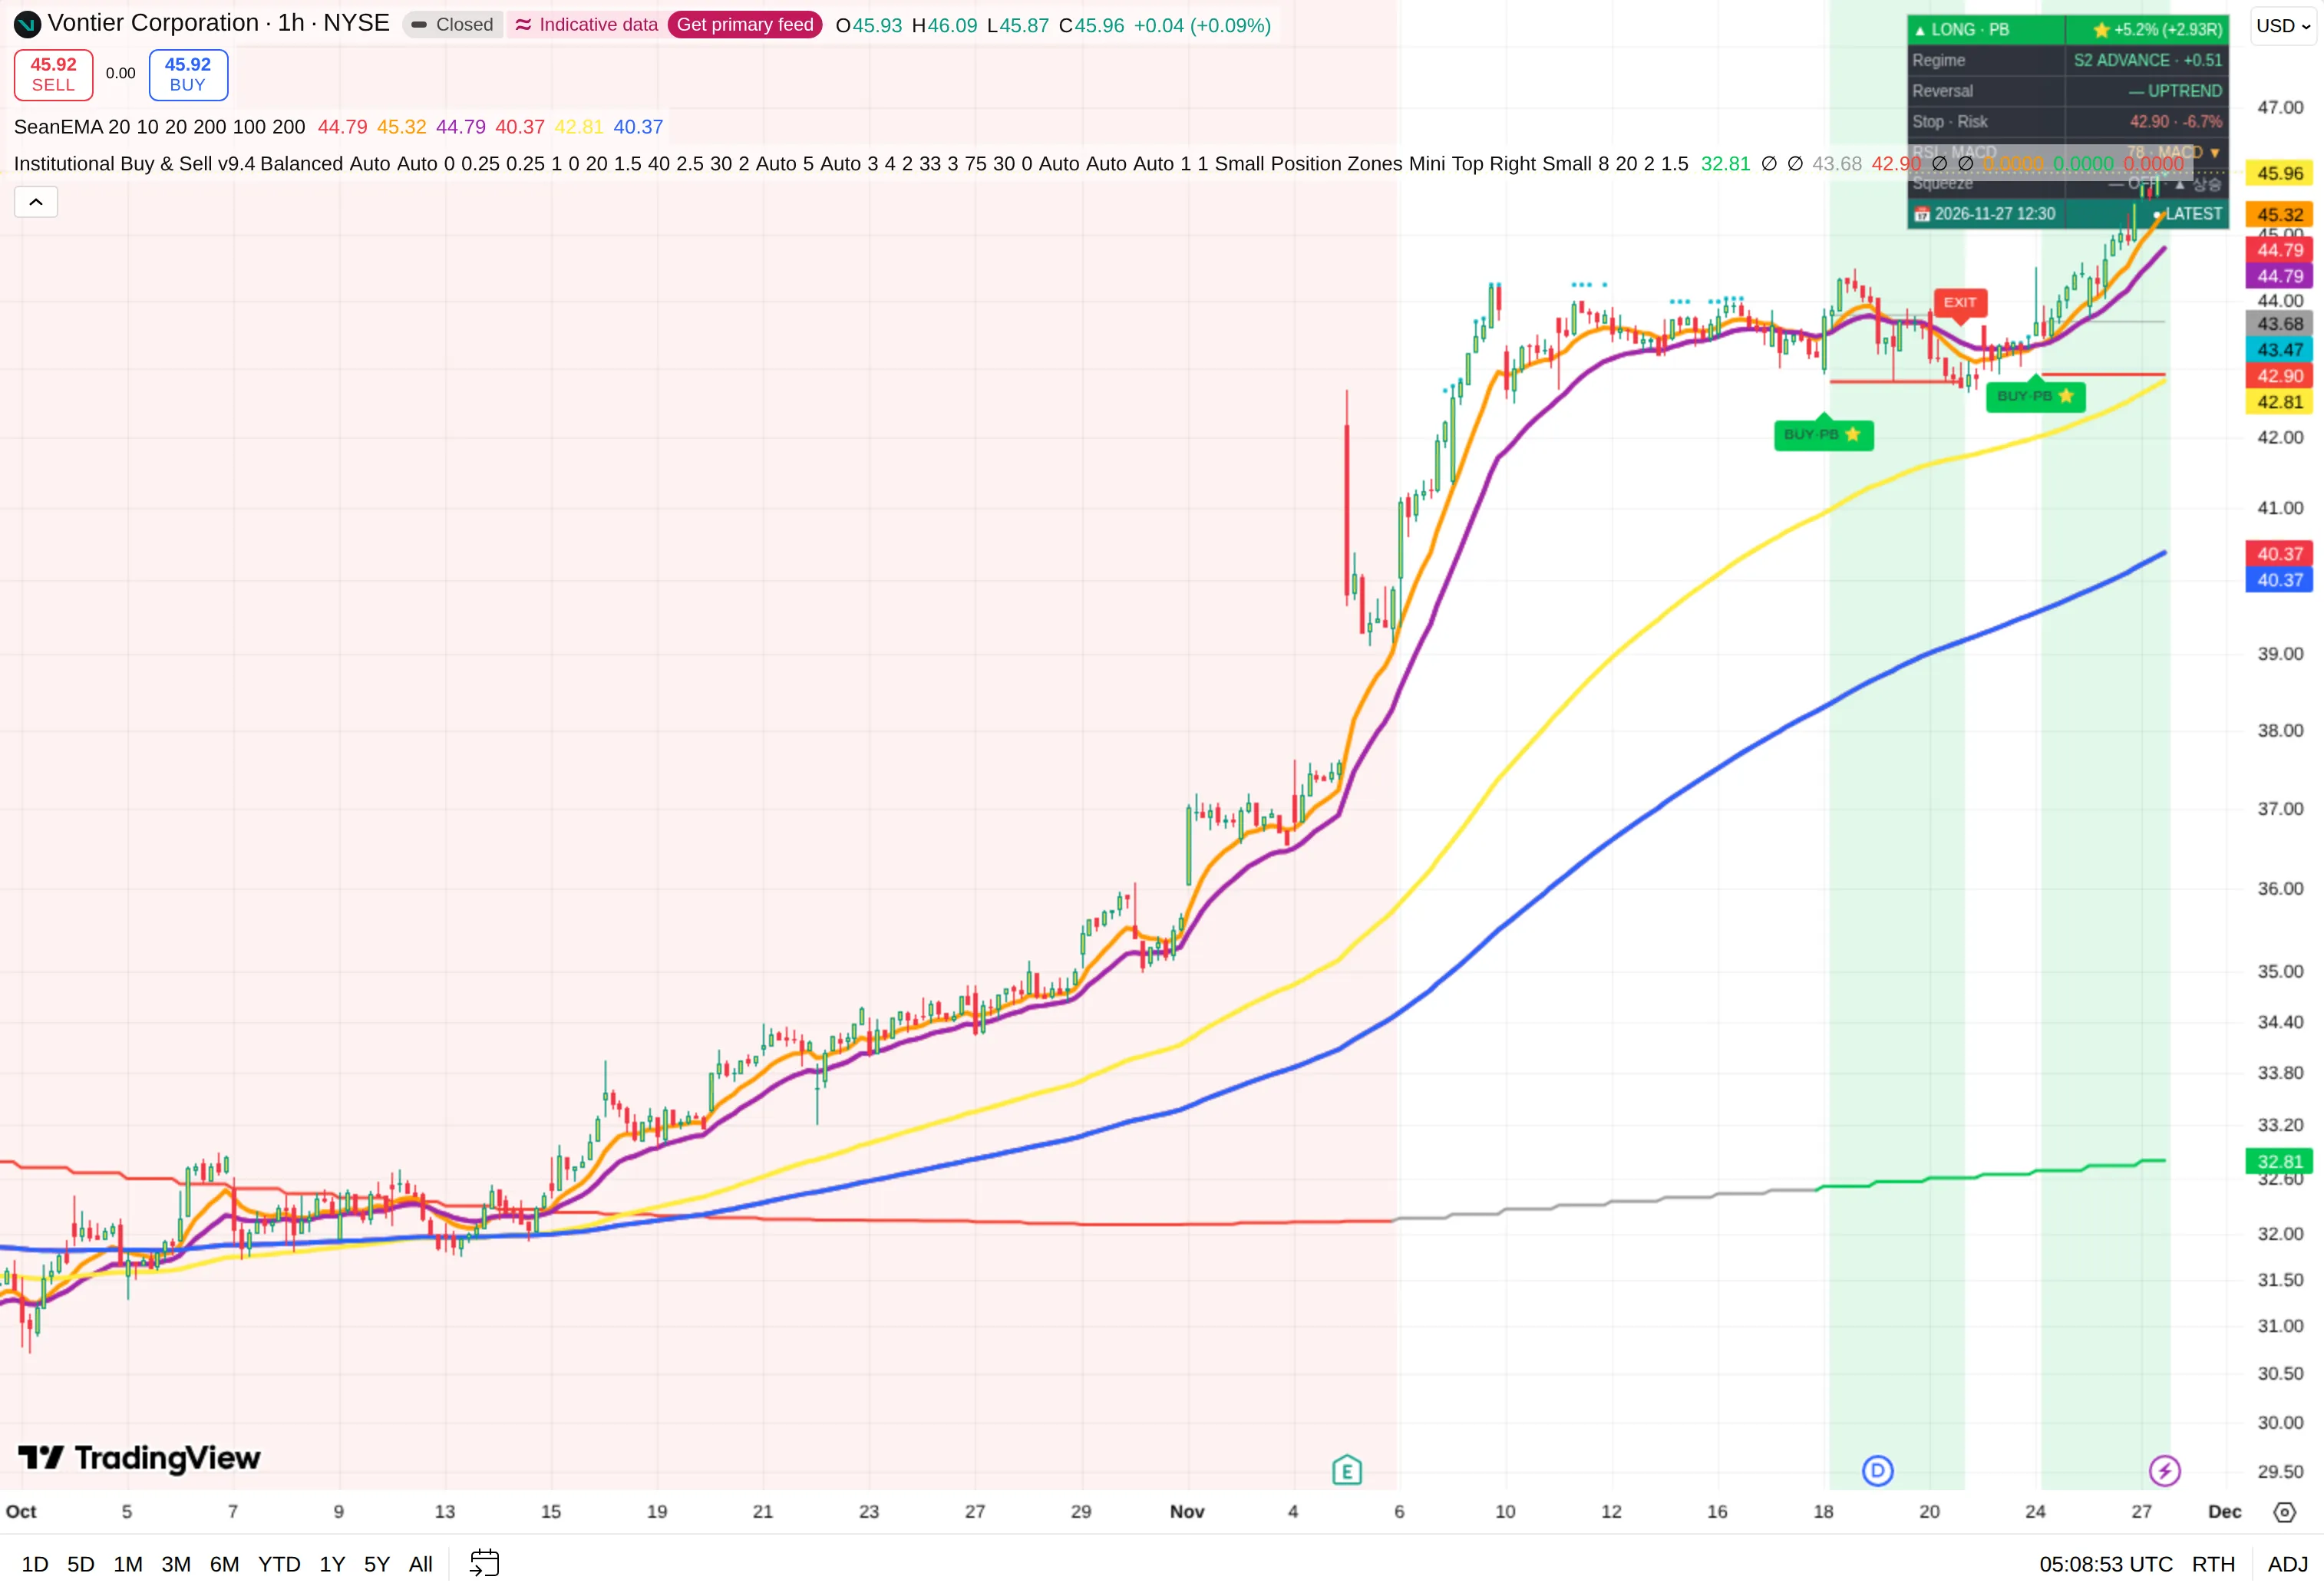 Vontier Corporation · 1h · NYSE Closed Indicative data Get primary feed O45.93 H46.09 L45.87 C45.96 +0.04 (+0.09%)
45.92 SELL 0.00 45.92 BUY
SeanEMA 20 10 20 200 100 200 44.79 45.32 44.79 40.37 42.81 40.37
Institutional Buy & Sell v9.4 Balanced Auto Auto 0 0.25 0.25 1 0 20 1.5 40 2.5 30 2 Auto 5 Auto 3 4 2 33 3 75 30 0 Auto Auto Auto 1 1 Small Position Zones Mini Top Right Small 8 20 2 1.5 32.81 ∅ ∅ 43.68 42.90 ∅ ∅ 0.0000 0.0000 0.0000
▲ LONG · PB ⭐ +5.2% (+2.93R)
Regime S2 ADVANCE · +0.51
Reversal — UPTREND
Stop · Risk 42.90 · -6.7%
RSI · MACD 78 · MACD ▼
Squeeze — OFF · ▲ 상승
📅 2026-11-27 12:30 ● LATEST
USD
47.00
45.96
45.32
45.00
44.79
44.79
44.00
43.68
43.47
42.90
42.81
42.00
41.00
40.37
40.37
39.00
38.00
37.00
36.00
35.00
34.40
33.80
33.20
32.81
32.60
32.00
31.50
31.00
30.50
30.00
29.50
EXIT
BUY·PB ⭐
BUY·PB ⭐
TradingView
E D
Oct 5 7 9 13 15 19 21 23 27 29 Nov 4 6 10 12 16 18 20 24 27 Dec
1D 5D 1M 3M 6M YTD 1Y 5Y All 05:08:53 UTC RTH ADJ